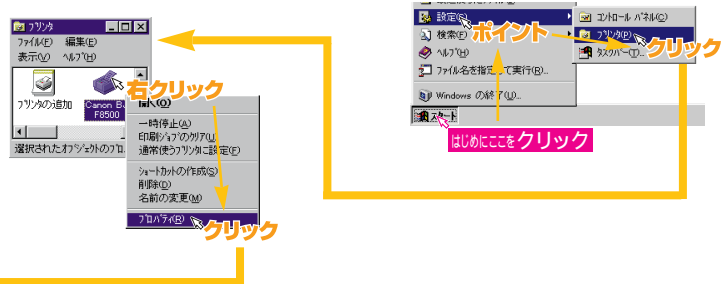 プリンタ
ファイル(F) 編集(E)
表示(V) ヘルプ(H)
プリンタの追加
Canon
F8500
選択されたオブジェクトのプロ
右クリック
開く(O)
一時停止(A)
印刷ジョブのクリア(U)
通常使うプリンタに設定(E)
ショートカットの作成(S)
削除(D)
名前の変更(M)
プロパティ(R)
クリック
設定(S)
検索(F)
ヘルプ(H)
ファイル名を指定して実行(R)...
Windows の終了(U)...
スタート
はじめにここをクリック
ポイント
コントロール パネル(C)
プリンタ(P)
タスクバー(T)...
クリック